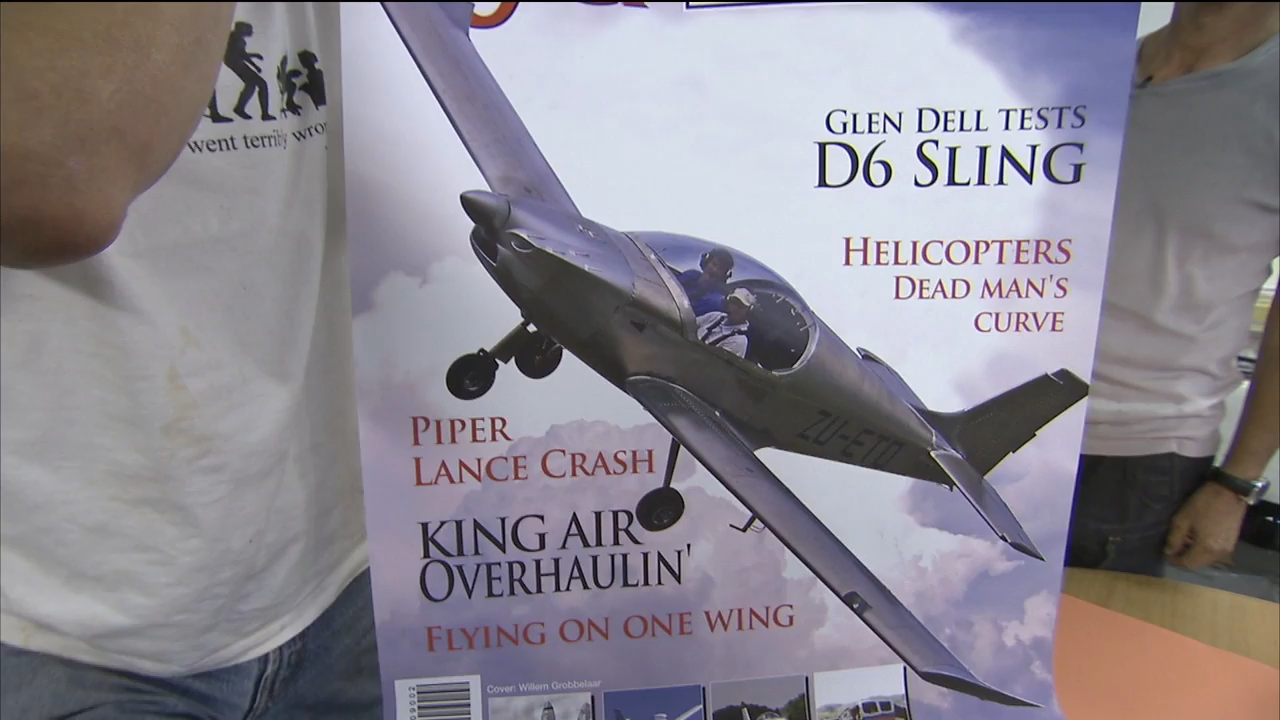 went terribly
GLEN DELL TESTS
D6 SLING
HELICOPTERS
DEAD MAN'S
CURVE
PIPER
LANCE CRASH
ZU-ETD
KING AIR
OVERHAULIN'
FLYING ON ONE WING
Cover: Willem Grobbelaar
09002